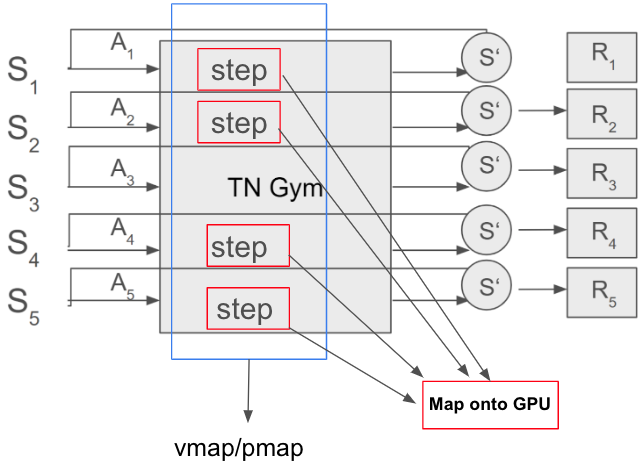 S1 A1 step S‘ R1
S2 A2 step S‘ R2
S3 A3 TN Gym S‘ R3
S4 A4 step S‘ R4
S5 A5 step S‘ R5
Map onto GPU
vmap/pmap